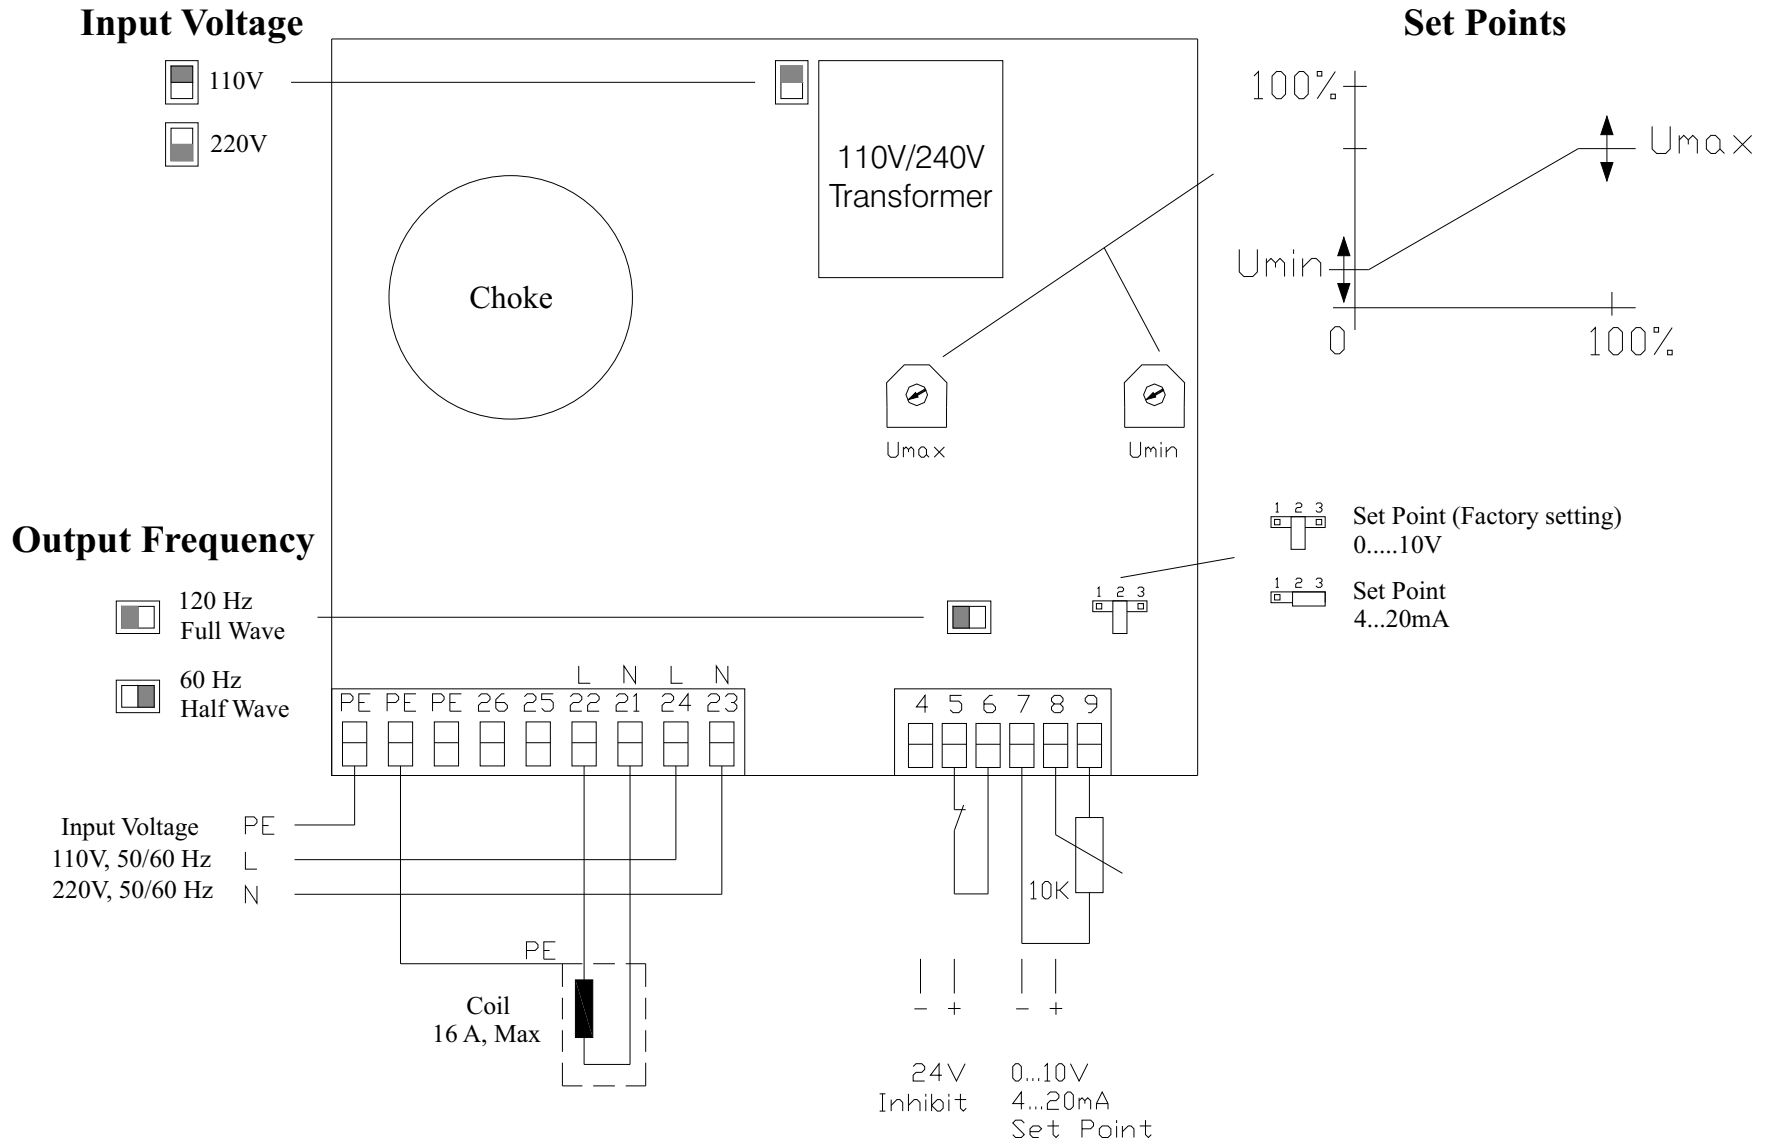 Input Voltage
Set Points
110V
220V
110V/240V
Transformer
Choke
100%
Umax
Umin
0
100%
Umax
Umin
1 2 3
Set Point (Factory setting)
0.....10V
1 2 3
Set Point
4...20mA
Output Frequency
120 Hz
Full Wave
60 Hz
Half Wave
1 2 3
L N L N
PE PE PE 26 25 22 21 24 23
4 5 6 7 8 9
Input Voltage PE
110V, 50/60 Hz L
220V, 50/60 Hz N
10K
PE
Coil
16 A, Max
- + - +
24V
Inhibit
0...10V
4...20mA
Set Point